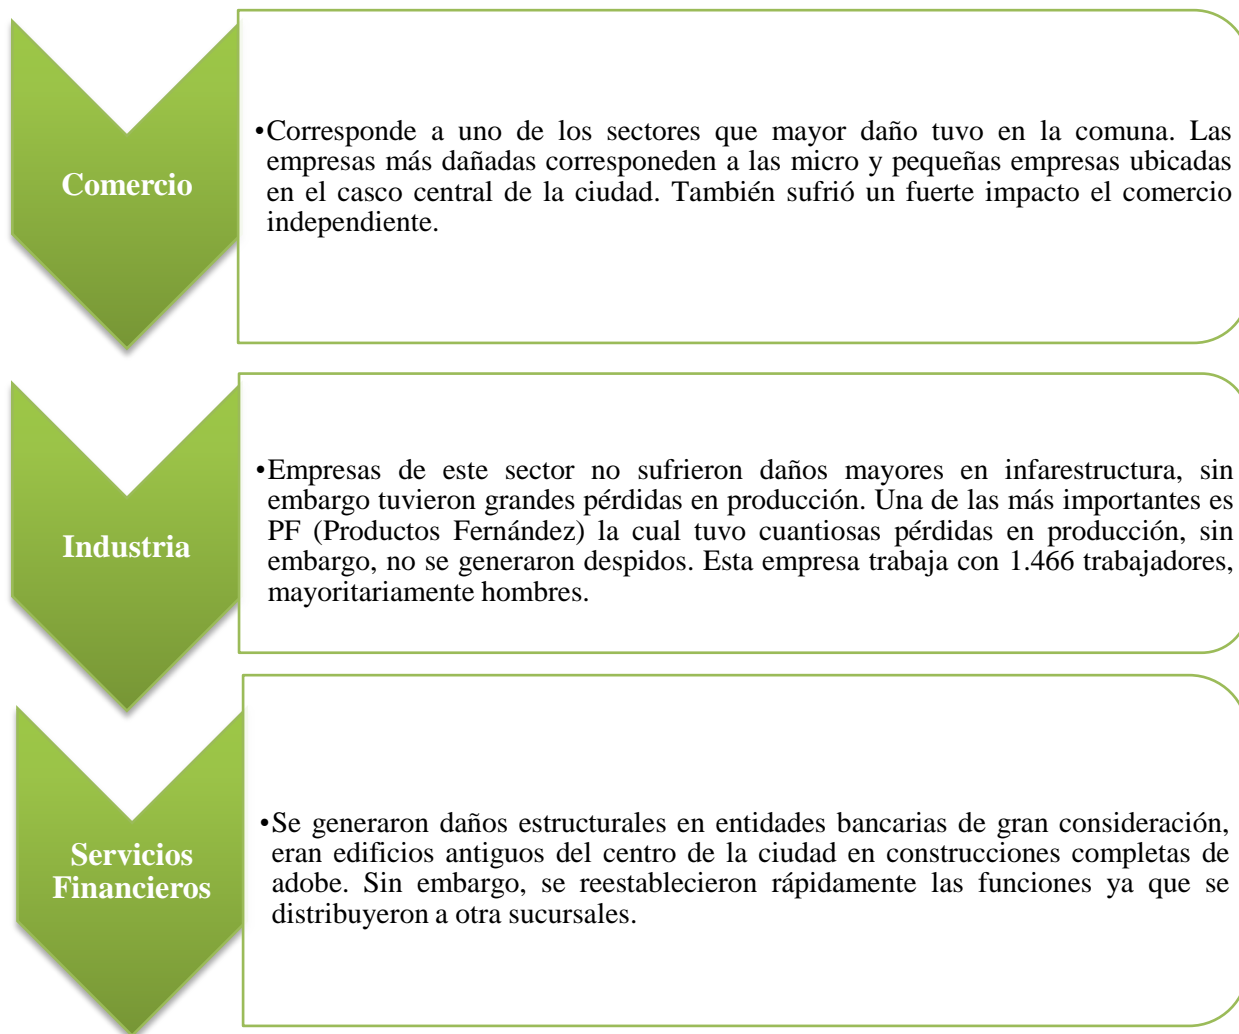 Comercio
•Corresponde a uno de los sectores que mayor daño tuvo en la comuna. Las
empresas más dañadas corresponeden a las micro y pequeñas empresas ubicadas
en el casco central de la ciudad. También sufrió un fuerte impacto el comercio
independiente.
Industria
•Empresas de este sector no sufrieron daños mayores en infarestructura, sin
embargo tuvieron grandes pérdidas en producción. Una de las más importantes es
PF (Productos Fernández) la cual tuvo cuantiosas pérdidas en producción, sin
embargo, no se generaron despidos. Esta empresa trabaja con 1.466 trabajadores,
mayoritariamente hombres.
Servicios
Financieros
•Se generaron daños estructurales en entidades bancarias de gran consideración,
eran edificios antiguos del centro de la ciudad en construcciones completas de
adobe. Sin embargo, se reestablecieron rápidamente las funciones ya que se
distribuyeron a otra sucursales.